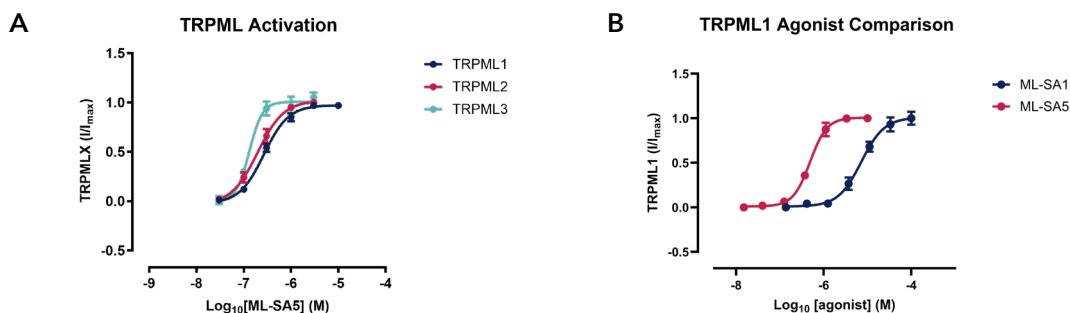 A
TRPML Activation
TRPMLX (I/Imax)
1.5
1.0
0.5
0.0
-0.5
-9
-8
-7
-6
-5
-4
Log10[ML-SA5] (M)
TRPML1
TRPML2
TRPML3
B
TRPML1 Agonist Comparison
TRPML1 (I/Imax)
1.5
1.0
0.5
0.0
-0.5
-8
-6
-4
Log10 [agonist] (M)
ML-SA1
ML-SA5